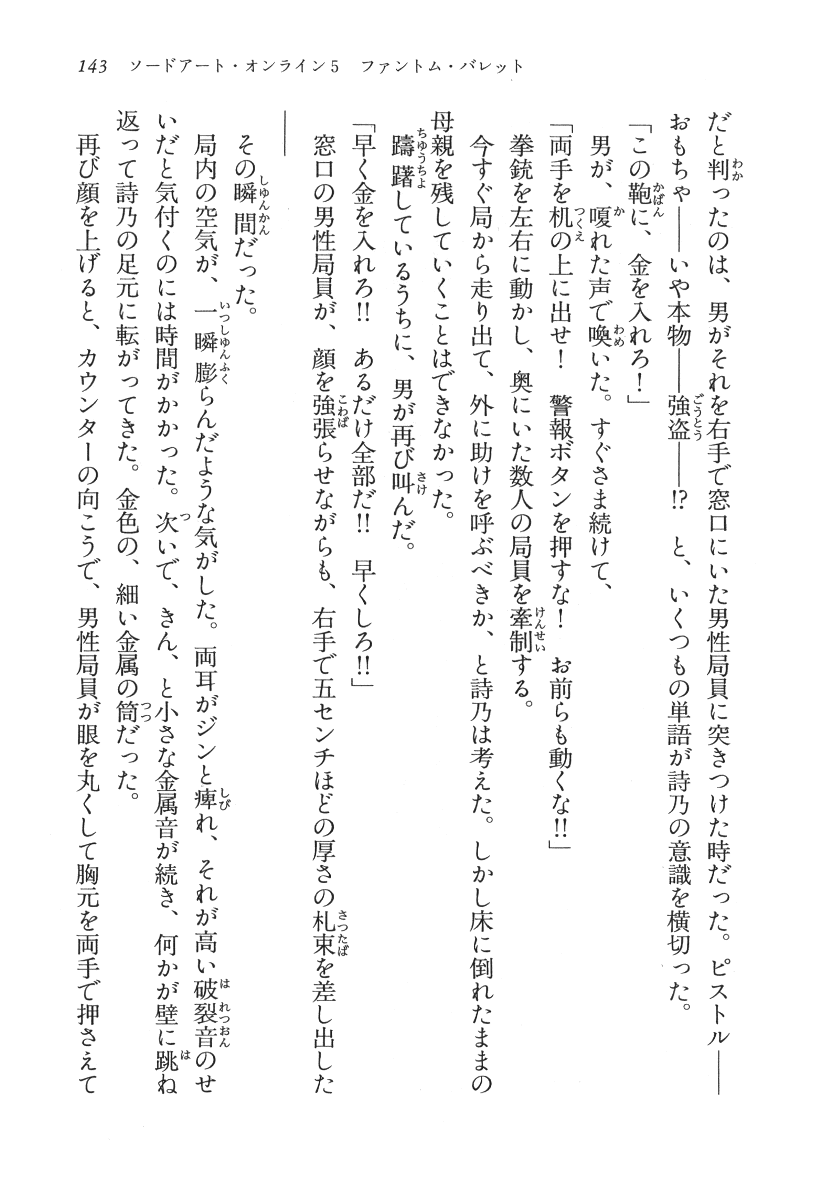 143　ソードアート・オンライン5　ファントム・バレット
だと判ったのは、男がそれを右手で窓口にいた男性局員に突きつけた時だった。ピストル――
おもちゃ――いや本物――強盗――!?　と、いくつもの単語が詩乃の意識を横切った。
「この鞄に、金を入れろ！」
男が、嗄れた声で喚いた。すぐさま続けて、
「両手を机の上に出せ！　警報ボタンを押すな！　お前らも動くな!!」
拳銃を左右に動かし、奥にいた数人の局員を牽制する。
今すぐ局から走り出て、外に助けを呼ぶべきか、と詩乃は考えた。しかし床に倒れたままの
母親を残していくことはできなかった。
躊躇しているうちに、男が再び叫んだ。
「早く金を入れろ!!　あるだけ全部だ!!　早くしろ!!」
窓口の男性局員が、顔を強張らせながらも、右手で五センチほどの厚さの札束を差し出した
――
その瞬間だった。
局内の空気が、一瞬膨らんだような気がした。両耳がジンと痺れ、それが高い破裂音のせ
いだと気付くのには時間がかかった。次いで、きん、と小さな金属音が続き、何かが壁に跳ね
返って詩乃の足元に転がってきた。金色の、細い金属の筒だった。
再び顔を上げると、カウンターの向こうで、男性局員が眼を丸くして胸元を両手で押さえて